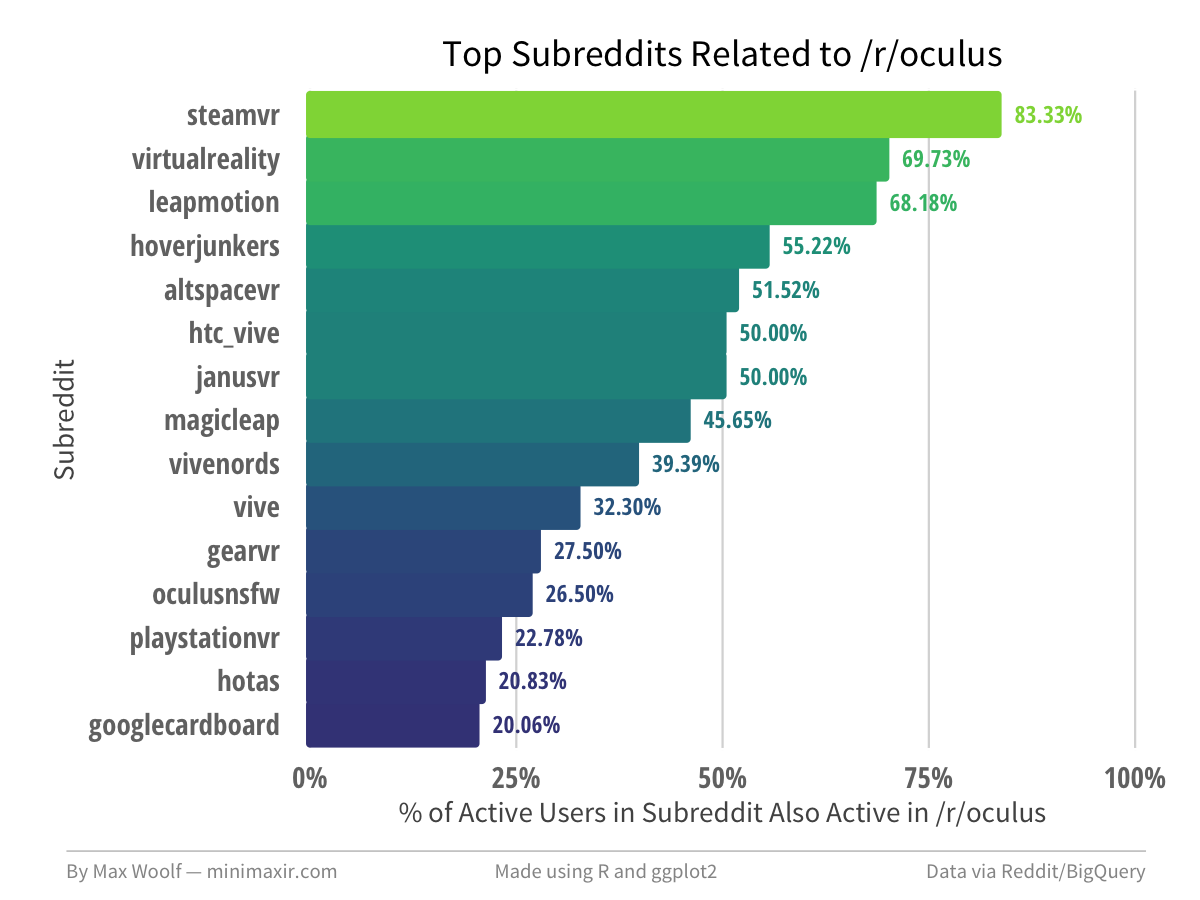 Top Subreddits Related to /r/oculus
steamvr 83.33%
virtualreality 69.73%
leapmotion 68.18%
hoverjunkers 55.22%
altspacevr 51.52%
htc_vive 50.00%
janusvr 50.00%
magicleap 45.65%
vivenords 39.39%
vive 32.30%
gearvr 27.50%
oculusnsfw 26.50%
playstationvr 22.78%
hotas 20.83%
googlecardboard 20.06%
Subreddit
0% 25% 50% 75% 100%
% of Active Users in Subreddit Also Active in /r/oculus
By Max Woolf — minimaxir.com Made using R and ggplot2 Data via Reddit/BigQuery